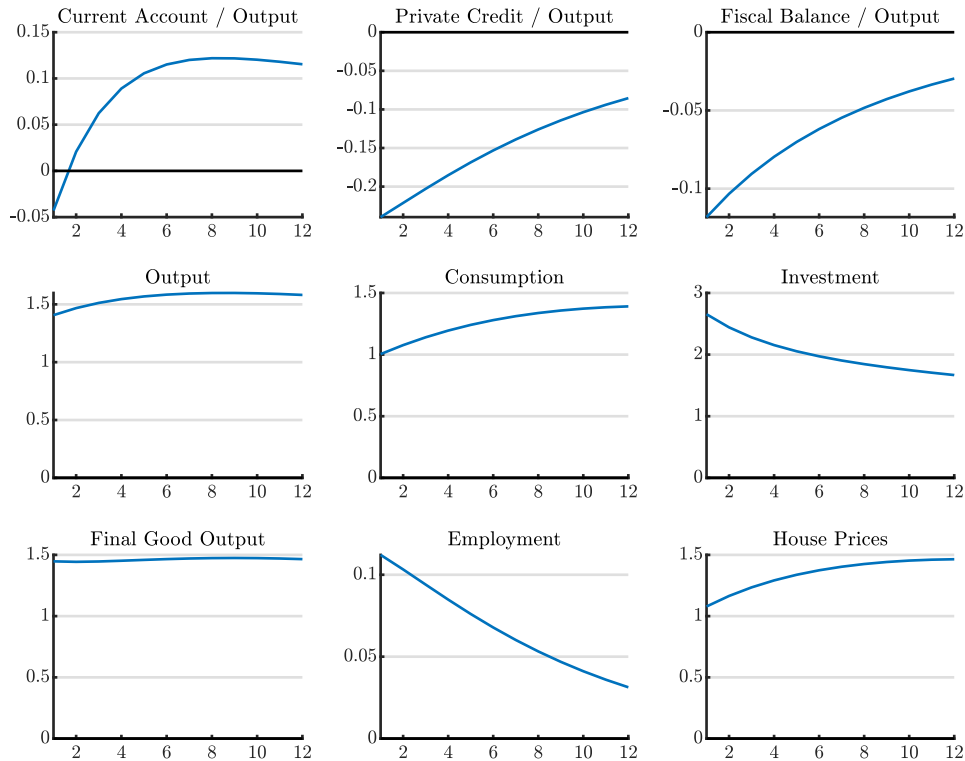 Current Account / Output
0.15
0.1
0.05
0
-0.05
2 4 6 8 10 12
Private Credit / Output
0
-0.05
-0.1
-0.15
-0.2
2 4 6 8 10 12
Fiscal Balance / Output
0
-0.05
-0.1
2 4 6 8 10 12
Output
1.5
1
0.5
0
2 4 6 8 10 12
Consumption
1.5
1
0.5
0
2 4 6 8 10 12
Investment
3
2
1
0
2 4 6 8 10 12
Final Good Output
1.5
1
0.5
0
2 4 6 8 10 12
Employment
0.1
0.05
0
2 4 6 8 10 12
House Prices
1.5
1
0.5
0
2 4 6 8 10 12